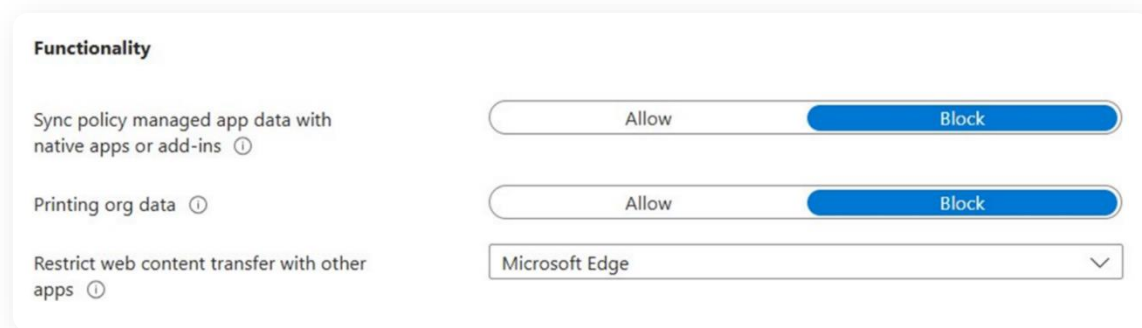 Functionality
Sync policy managed app data with
native apps or add-ins
Allow Block
Printing org data
Allow Block
Restrict web content transfer with other
apps
Microsoft Edge